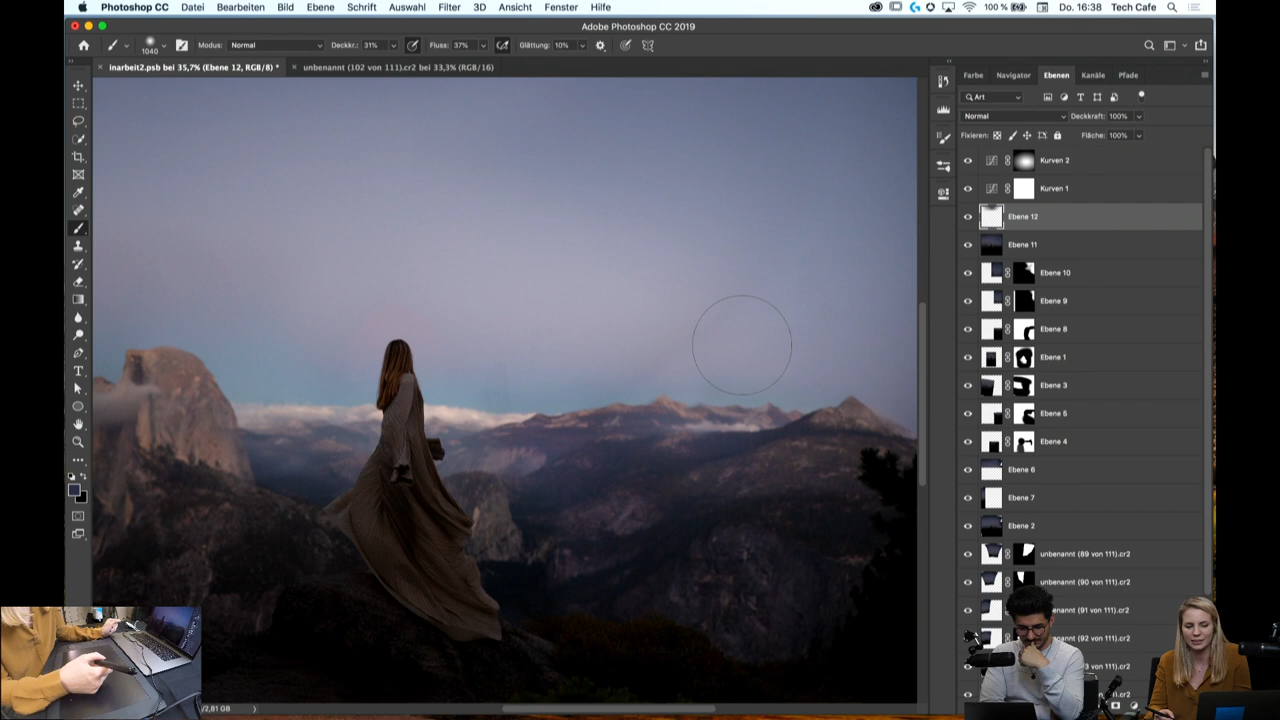 Photoshop CC Datei Bearbeiten Bild Ebene Schrift Auswahl Filter 3D Ansicht Fenster Hilfe 100 % Do. 16:38 Tech Cafe
Adobe Photoshop CC 2019
1040 Modus: Normal Deckkr.: 31% Fluss: 37% Glättung: 10%
inarbeit2.psb bei 35,7% (Ebene 12, RGB/8) * unbenannt (102 von 111).cr2 bei 33,3% (RGB/16)
Farbe Navigator Ebenen Kanäle Pfade
Art
Normal Deckkraft: 100%
Fixieren: Fläche: 100%
Kurven 2
Kurven 1
Ebene 12
Ebene 11
Ebene 10
Ebene 9
Ebene 8
Ebene 1
Ebene 3
Ebene 5
Ebene 4
Ebene 6
Ebene 7
Ebene 2
unbenannt (89 von 111).cr2
unbenannt (90 von 111).cr2
(91 von 111).cr2
(92 von 111).cr2
von 111).cr2
/2,81 GB